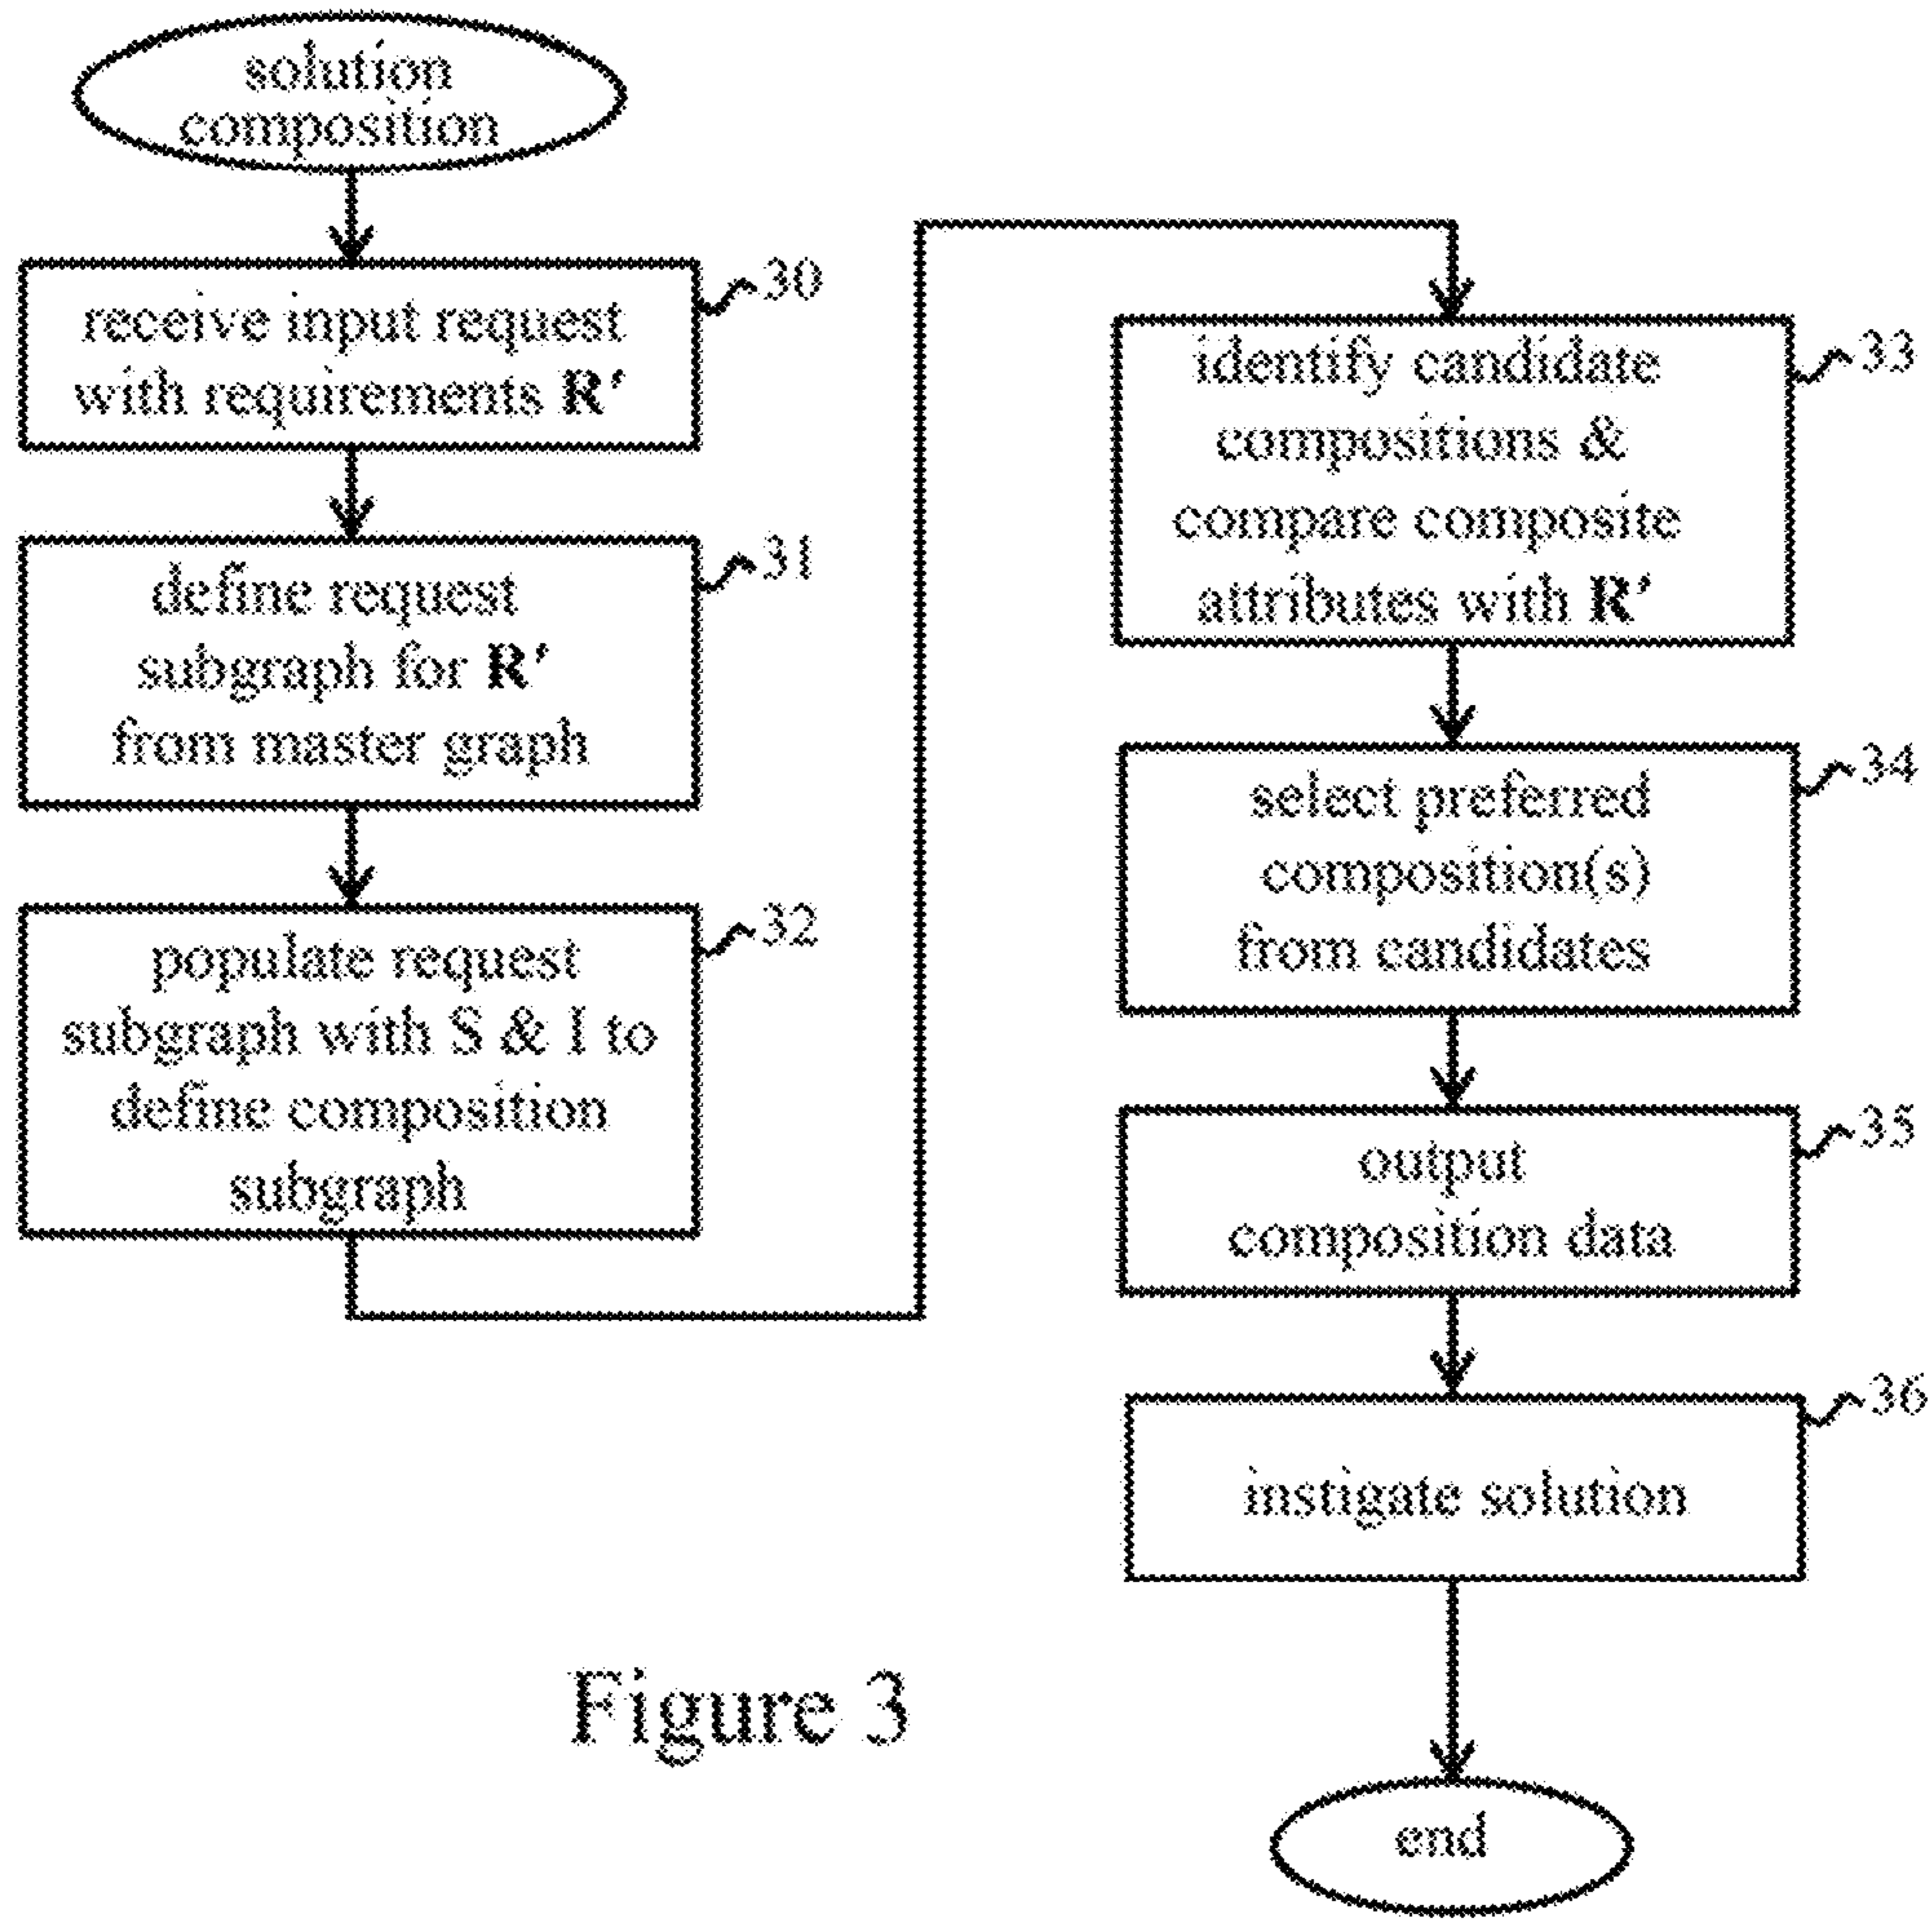 solution
composition
30
receive input request
with requirements R′
31
define request
subgraph for R′
from master graph
32
populate request
subgraph with S & I to
define composition
subgraph
33
identify candidate
compositions &
compare composite
attributes with R′
34
select preferred
composition(s)
from candidates
35
output
composition data
36
instigate solution
end
Figure 3